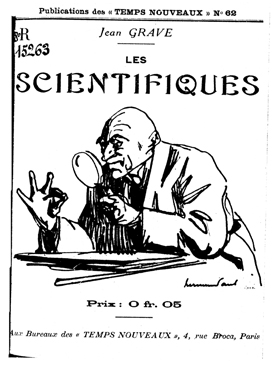 Publications des « TEMPS NOUVEAUX » Nº 62
R
15263
Jean GRAVE
LES
SCIENTIFIQUES
Prix : 0 fr. 05
Aux Bureaux des « TEMPS NOUVEAUX », 4, rue Broca, Paris